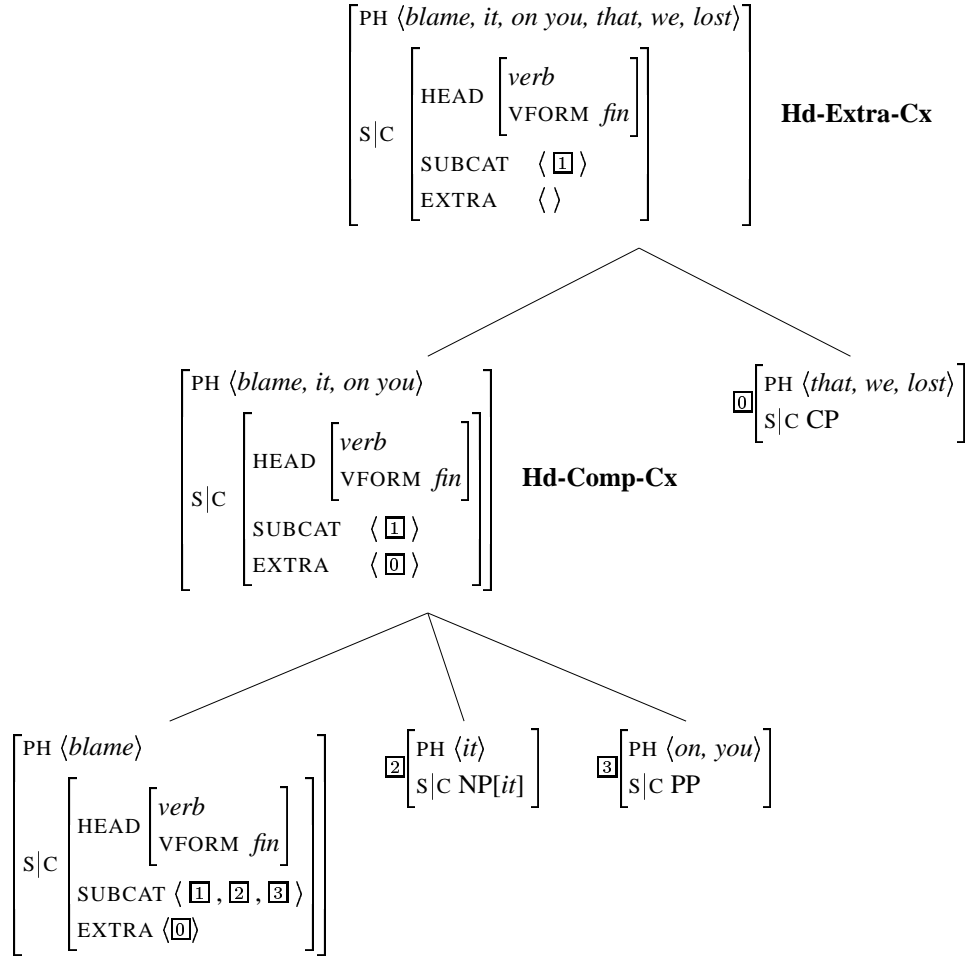 PH ⟨blame, it, on you, that, we, lost⟩
S|C
HEAD
verb
VFORM fin
SUBCAT ⟨ 1 ⟩
EXTRA ⟨ ⟩
Hd-Extra-Cx
PH ⟨blame, it, on you⟩
S|C
HEAD
verb
VFORM fin
SUBCAT ⟨ 1 ⟩
EXTRA ⟨ 0 ⟩
Hd-Comp-Cx
0
PH ⟨that, we, lost⟩
S|C CP
PH ⟨blame⟩
S|C
HEAD
verb
VFORM fin
SUBCAT ⟨ 1 , 2 , 3 ⟩
EXTRA ⟨0⟩
2
PH ⟨it⟩
S|C NP[it]
3
PH ⟨on, you⟩
S|C PP